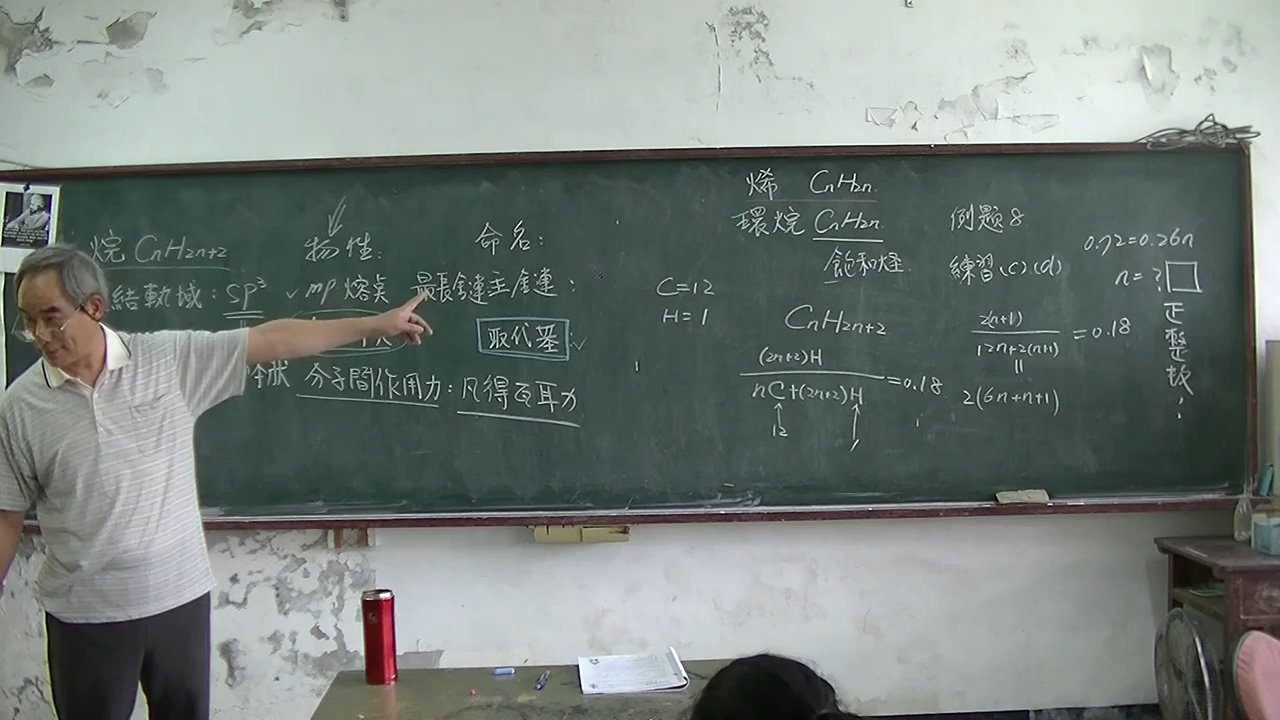 烷 CnH2n+2
結軌域：sp³
物性：
✓mp 熔點
分子間作用力：凡得瓦耳力
命名：
最長鏈主鏈：
取代基
C=12
H=1
烯 CnH2n
環烷 CnH2n
飽和烴
CnH2n+2
(2n+2)H
nC+(2n+2)H
=0.18
12
1
例題8
練習、(c)(d)
2(n+1)
12n+2(n+1)
=0.18
2(6n+n+1)
0.72=0.26n
n=?
正整數！